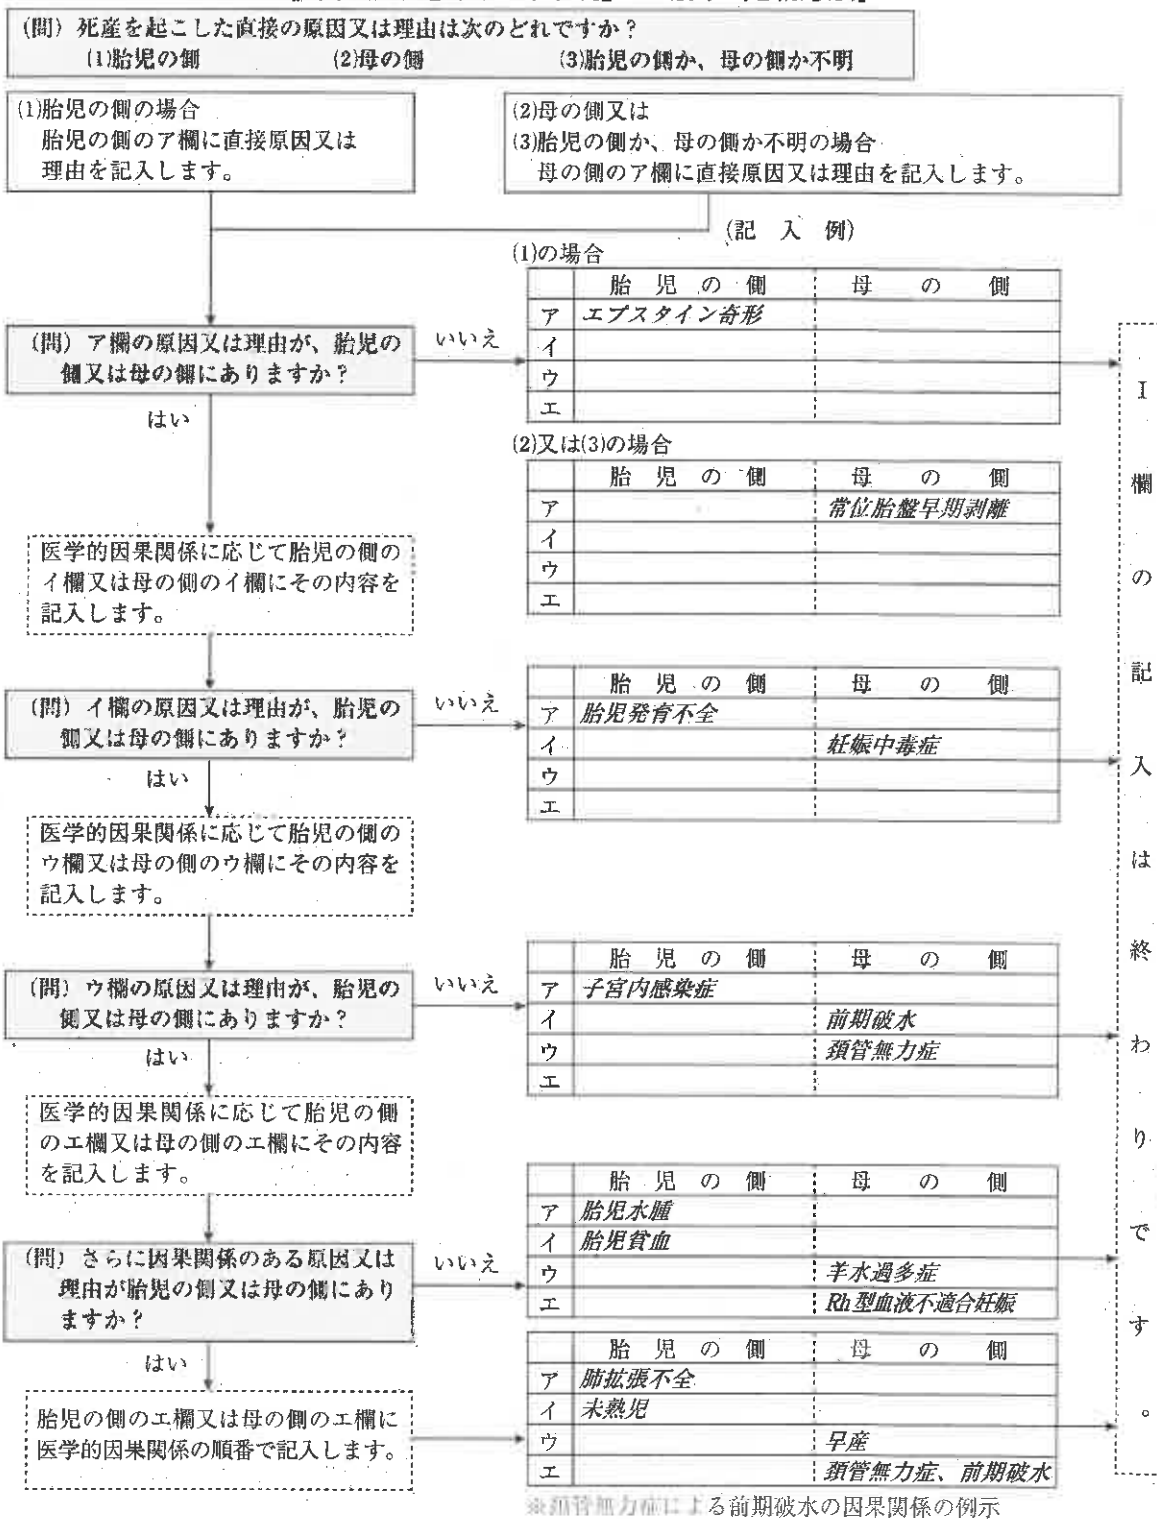 (問) 死産を起こした直接の原因又は理由は次のどれですか？
(1)胎児の側 (2)母の側 (3)胎児の側か、母の側か不明
(1)胎児の側の場合
胎児の側のア欄に直接原因又は
理由を記入します。
(2)母の側又は
(3)胎児の側か、母の側か不明の場合
母の側のア欄に直接原因又は理由を記入します。
(記 入 例)
(1)の場合
胎 児 の 側 母 の 側
ア エプスタイン奇形
イ
ウ
エ
(問) ア欄の原因又は理由が、胎児の
側又は母の側にありますか？
いいえ
はい
(2)又は(3)の場合
胎 児 の 側 母 の 側
ア 常位胎盤早期剥離
イ
ウ
エ
医学的因果関係に応じて胎児の側の
イ欄又は母の側のイ欄にその内容を
記入します。
(問) イ欄の原因又は理由が、胎児の
側又は母の側にありますか？
いいえ
はい
胎 児 の 側 母 の 側
ア 胎児発育不全
イ 妊娠中毒症
ウ
エ
医学的因果関係に応じて胎児の側の
ウ欄又は母の側のウ欄にその内容を
記入します。
(問) ウ欄の原因又は理由が、胎児の
側又は母の側にありますか？
いいえ
はい
胎 児 の 側 母 の 側
ア 子宮内感染症
イ 前期破水
ウ 頚管無力症
エ
医学的因果関係に応じて胎児の側
のエ欄又は母の側のエ欄にその内容
を記入します。
(問) さらに因果関係のある原因又は
理由が胎児の側又は母の側にあり
ますか？
いいえ
はい
胎 児 の 側 母 の 側
ア 胎児水腫
イ 胎児貧血
ウ 羊水過多症
エ Rh型血液不適合妊娠
胎児の側のエ欄又は母の側のエ欄に
医学的因果関係の順番で記入します。
胎 児 の 側 母 の 側
ア 肺拡張不全
イ 未熟児
ウ 早産
エ 頚管無力症、前期破水
※頚管無力症による前期破水の因果関係の例示
I欄の記入は終わりです。